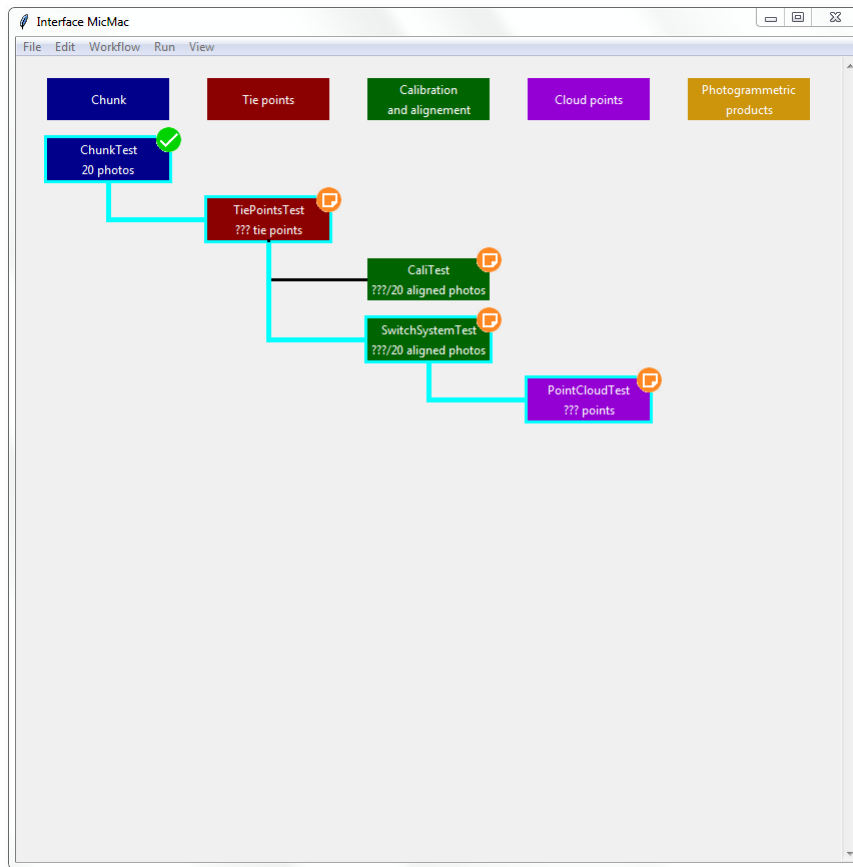 Interface MicMac
File Edit Workflow Run View
Chunk
Tie points
Calibration
and alignement
Cloud points
Photogrammetric
products
ChunkTest
20 photos
TiePointsTest
??? tie points
CaliTest
???/20 aligned photos
SwitchSystemTest
???/20 aligned photos
PointCloudTest
??? points